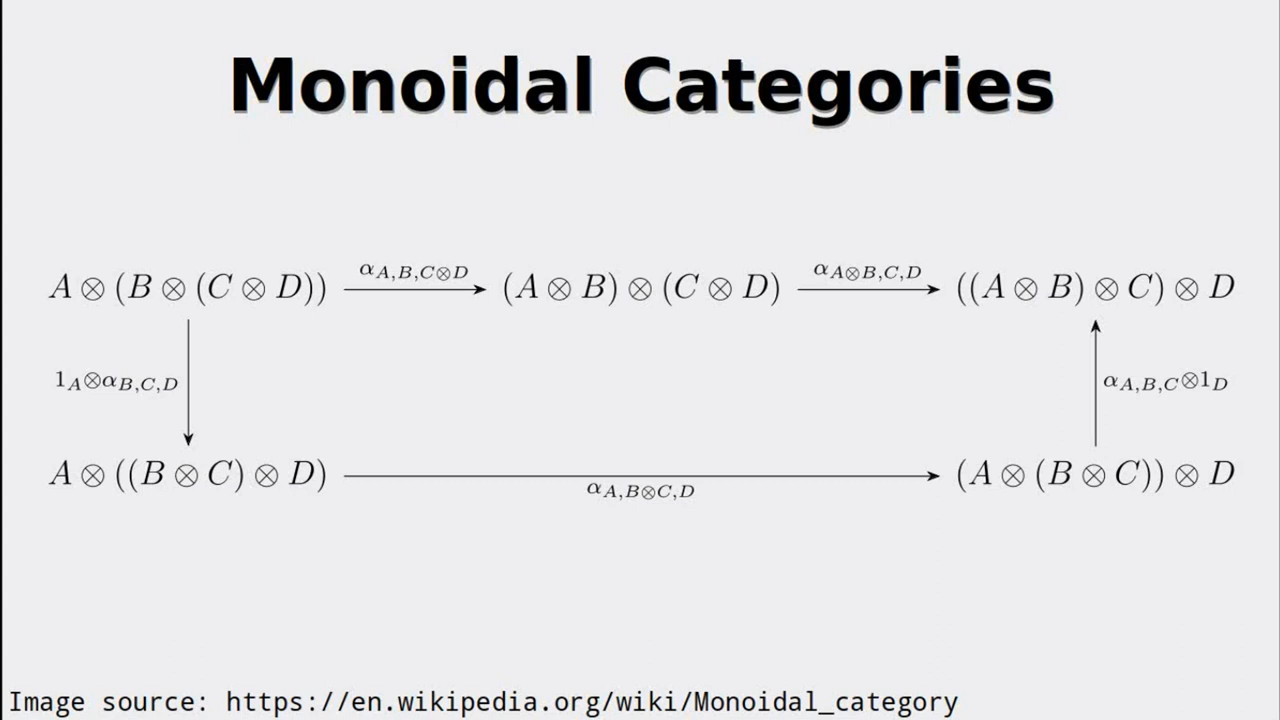 Monoidal Categories
α_{A,B,C⊗D} α_{A⊗B,C,D}
A ⊗ (B ⊗ (C ⊗ D)) (A ⊗ B) ⊗ (C ⊗ D) ((A ⊗ B) ⊗ C) ⊗ D
1_A⊗α_{B,C,D} α_{A,B,C}⊗1_D
A ⊗ ((B ⊗ C) ⊗ D) (A ⊗ (B ⊗ C)) ⊗ D
α_{A,B⊗C,D}
Image source: https://en.wikipedia.org/wiki/Monoidal_category